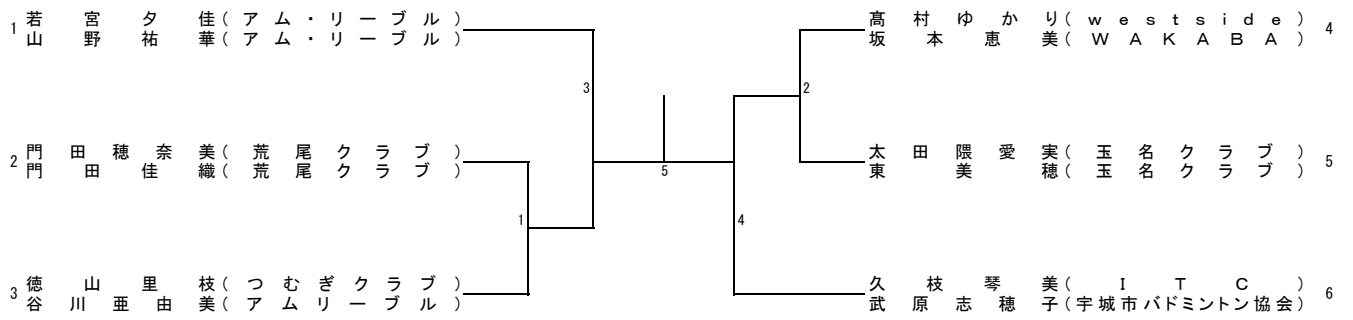 1 若宮夕佳(アム・リーブル)
山野祐華(アム・リーブル)
2 門田穂奈美(荒尾クラブ)
門田佳織(荒尾クラブ)
3 徳山里枝(つむぎクラブ)
谷川亜由美(アムリーブル)
3
1
5
2
4
髙村ゆかり(westside) 4
坂本恵美(WAKABA)
太田隈愛実(玉名クラブ) 5
東美穂(玉名クラブ)
久枝琴美(ITC) 6
武原志穂子(宇城市バドミントン協会)